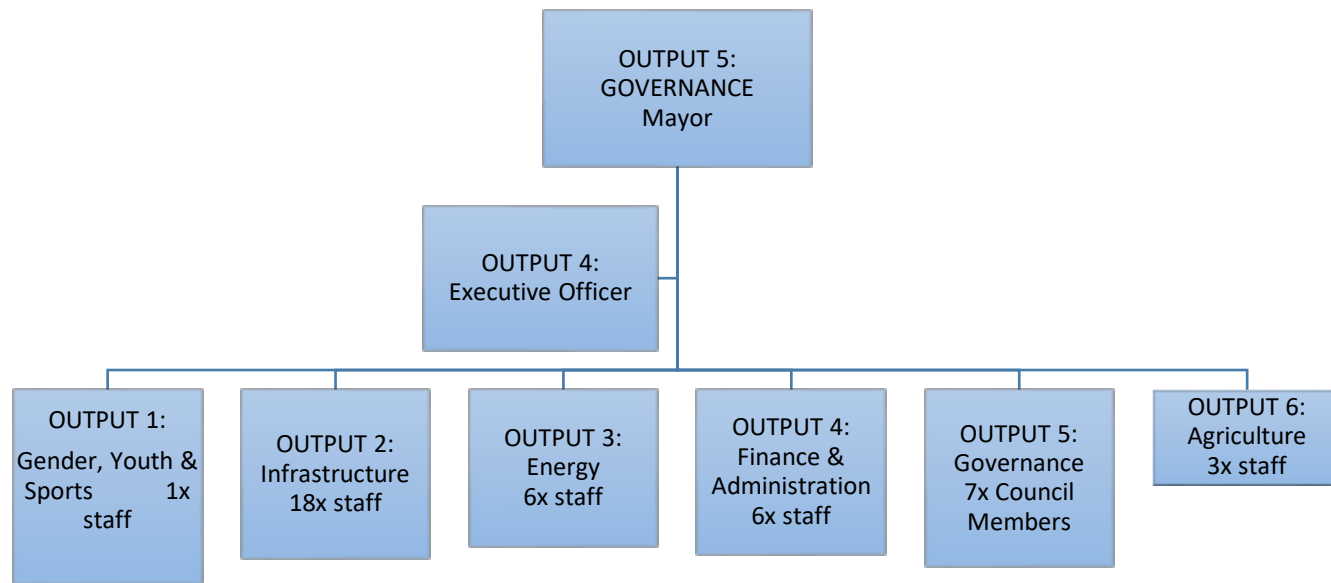 OUTPUT 5:
GOVERNANCE
Mayor
OUTPUT 4:
Executive Officer
OUTPUT 1:
Gender, Youth &
Sports 1x
staff
OUTPUT 2:
Infrastructure
18x staff
OUTPUT 3:
Energy
6x staff
OUTPUT 4:
Finance &
Administration
6x staff
OUTPUT 5:
Governance
7x Council
Members
OUTPUT 6:
Agriculture
3x staff